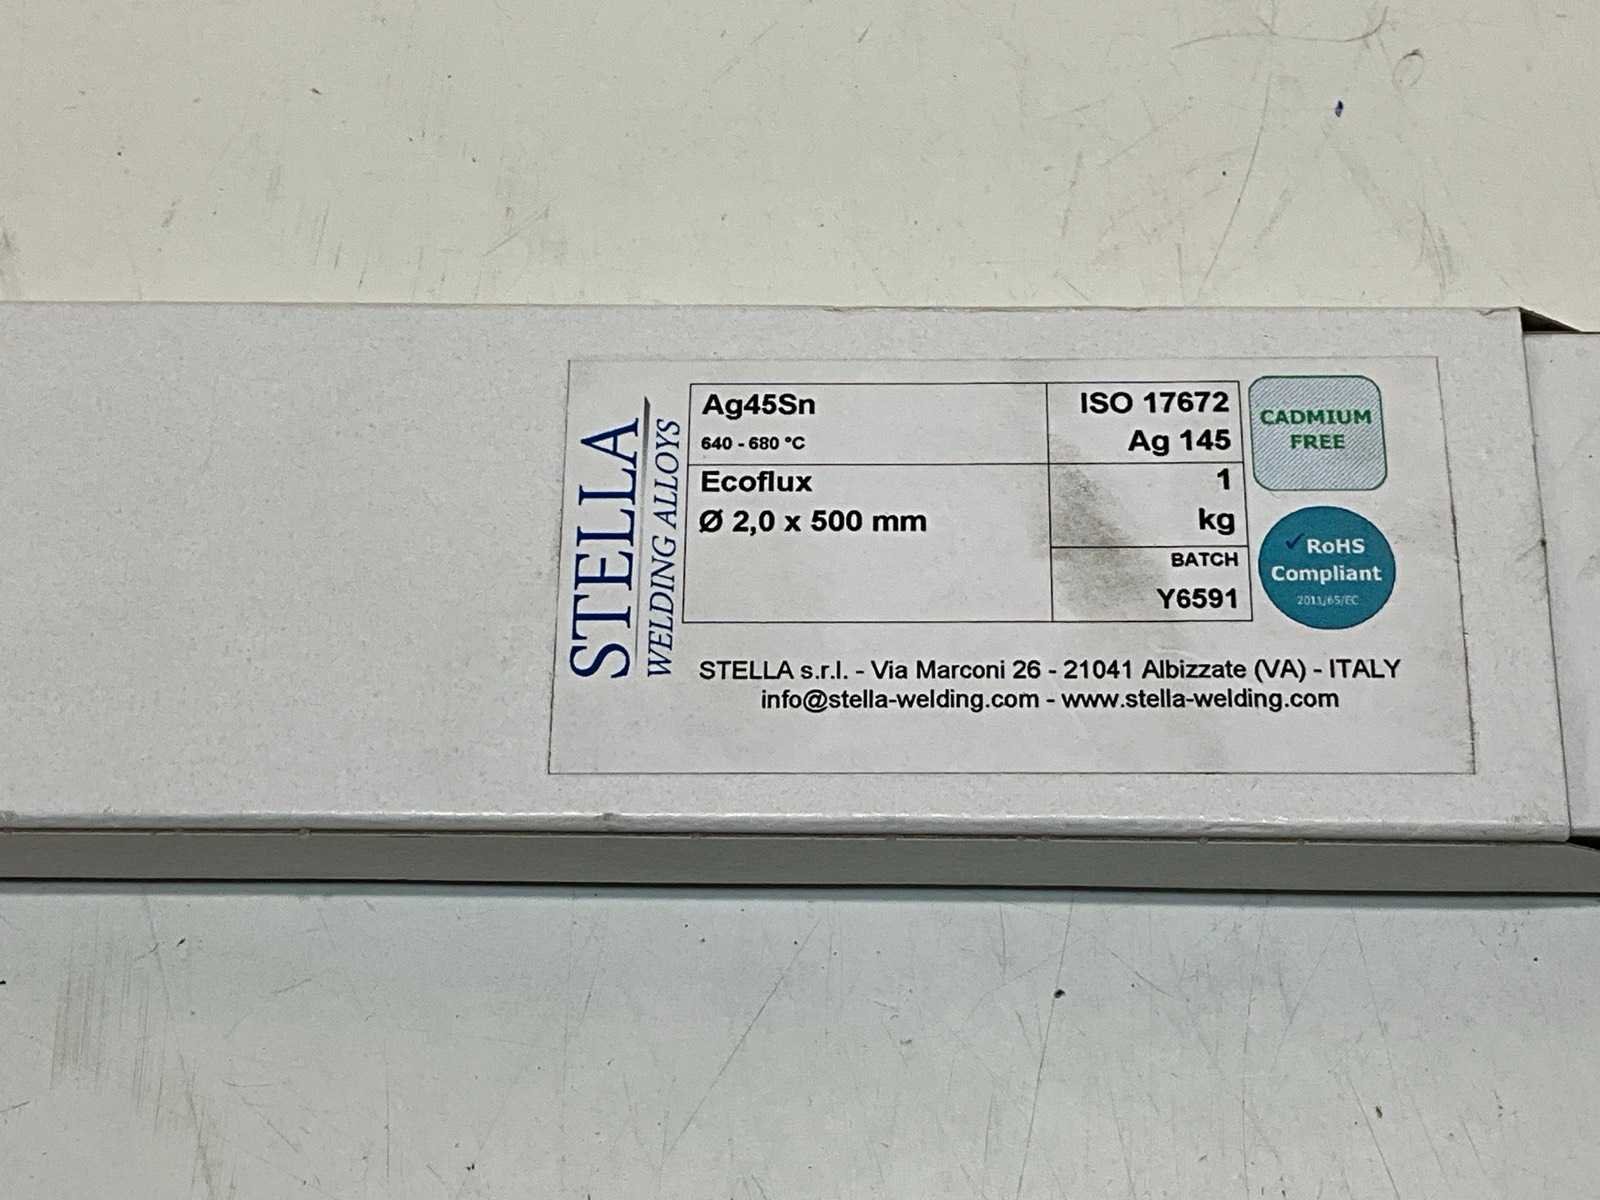 STELLA
WELDING ALLOYS
Ag45Sn
640 - 680 °C
ISO 17672
Ag 145
Ecoflux
Ø 2,0 x 500 mm
1
kg
BATCH
Y6591
CADMIUM
FREE
✓RoHS
Compliant
2011/65/EC
STELLA s.r.l. - Via Marconi 26 - 21041 Albizzate (VA) - ITALY
info@stella-welding.com - www.stella-welding.com